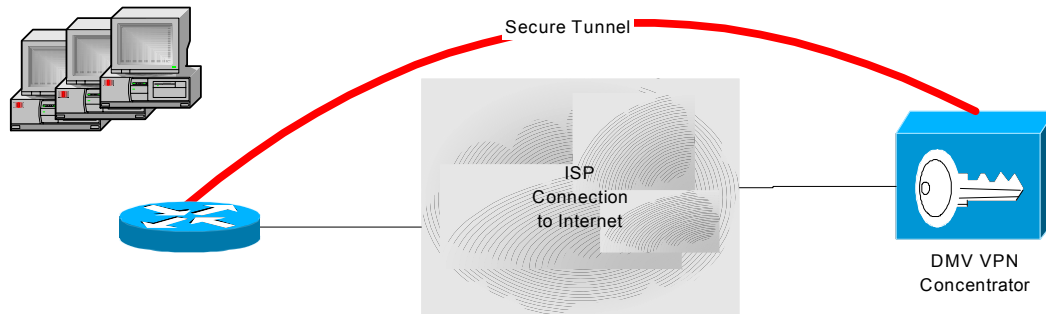 Secure Tunnel
ISP
Connection
to Internet
DMV VPN
Concentrator